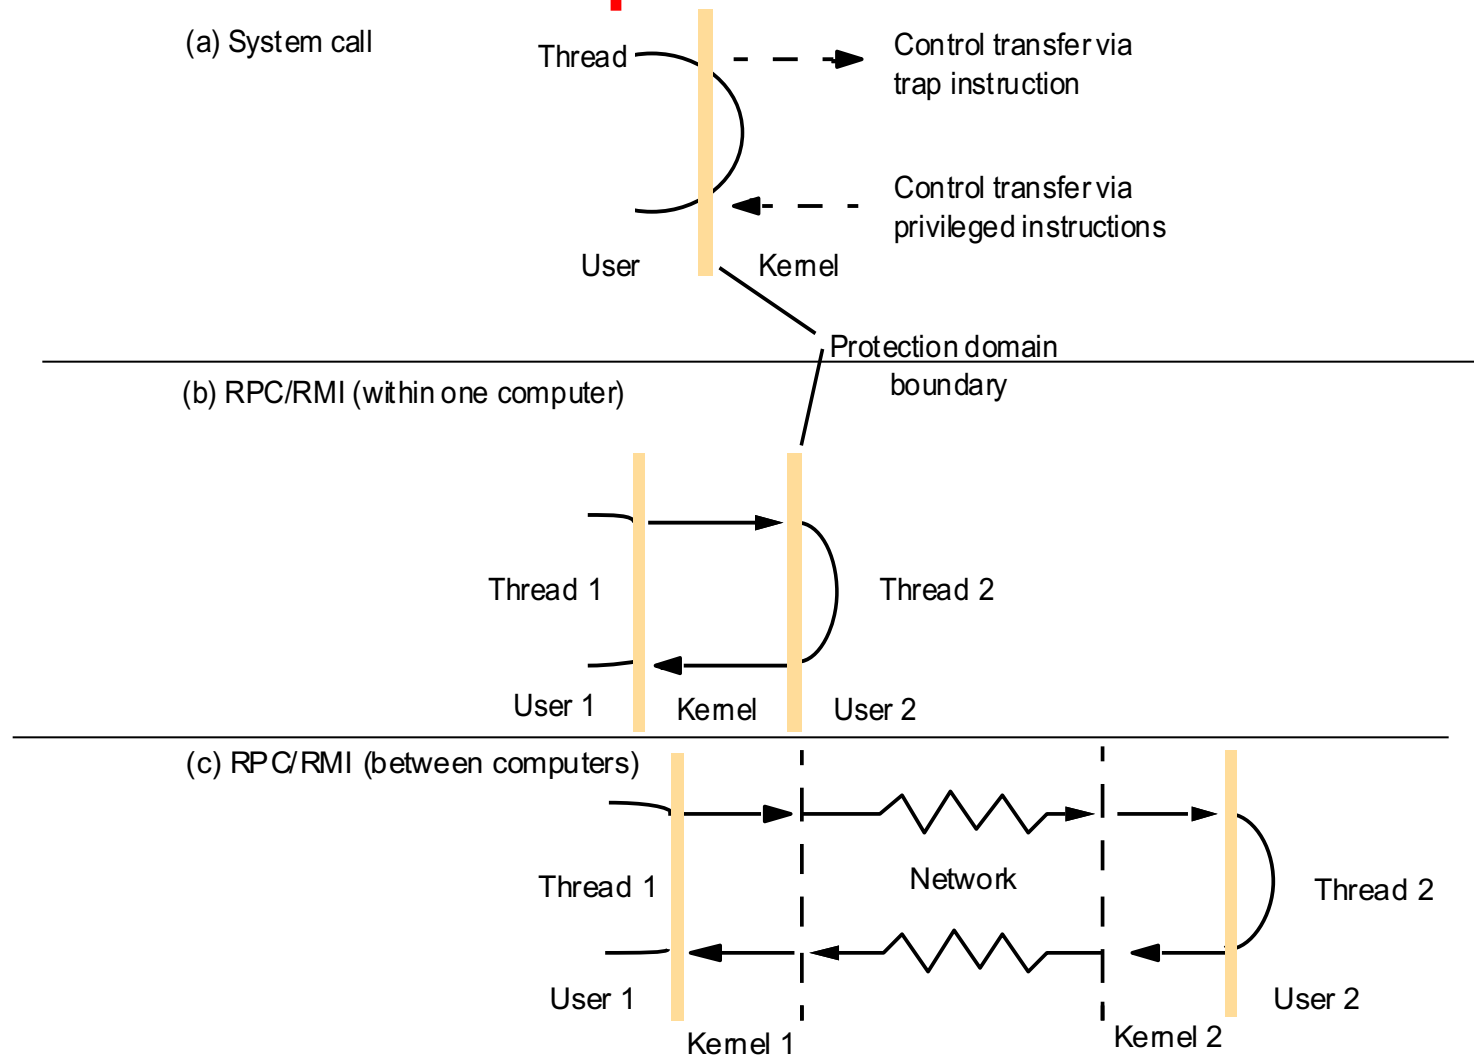 (a) System call
Thread
Control transfer via
trap instruction
Control transfer via
privileged instructions
User
Kernel
Protection domain
boundary
(b) RPC/RMI (within one computer)
Thread 1
Thread 2
User 1
Kernel
User 2
(c) RPC/RMI (between computers)
Thread 1
Network
Thread 2
User 1
User 2
Kernel 1
Kernel 2